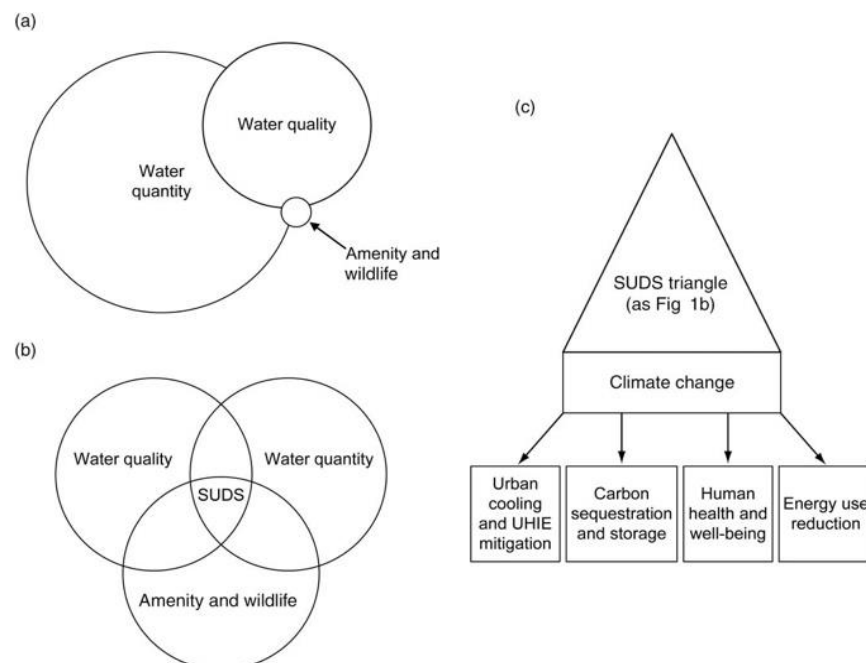 (a)
Water quality
Water
quantity
Amenity and
wildlife
(b)
Water quality
Water quantity
SUDS
Amenity and wildlife
(c)
SUDS triangle
(as Fig 1b)
Climate change
Urban
cooling
and UHIE
mitigation
Carbon
sequestration
and storage
Human
health and
well-being
Energy use
reduction